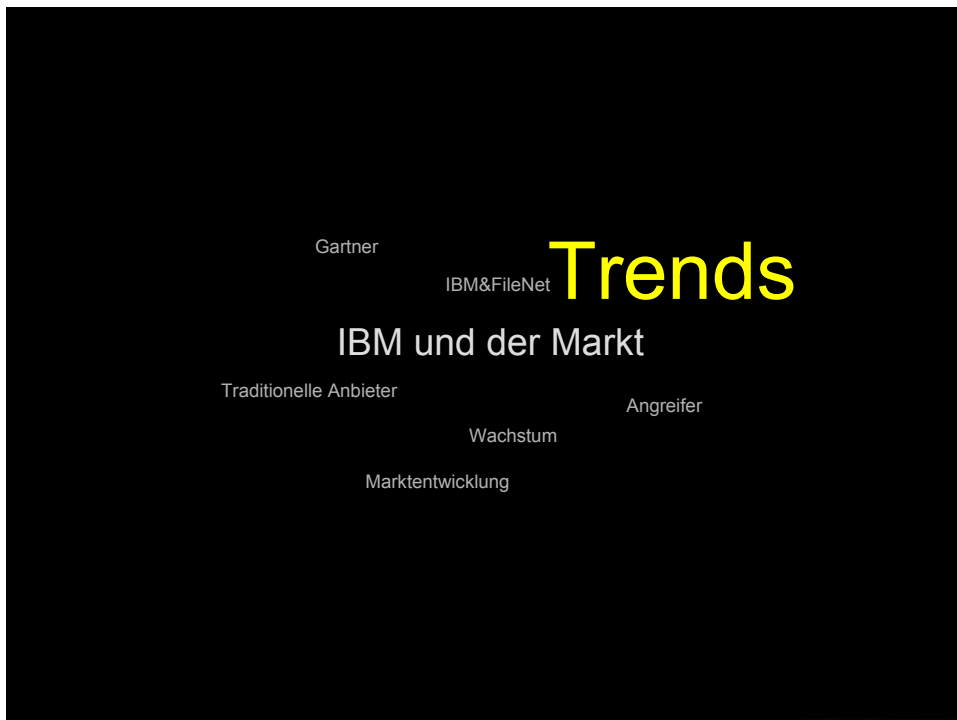 Gartner
Trends
IBM&FileNet
IBM und der Markt
Traditionelle Anbieter
Angreifer
Wachstum
Marktentwicklung